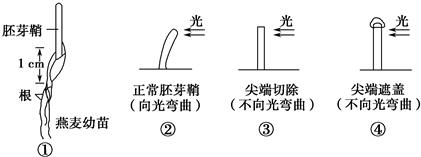 胚芽鞘
1 cm
根
燕麦幼苗
①
光
正常胚芽鞘
(向光弯曲)
②
光
尖端切除
(不向光弯曲)
③
光
尖端遮盖
(不向光弯曲)
④